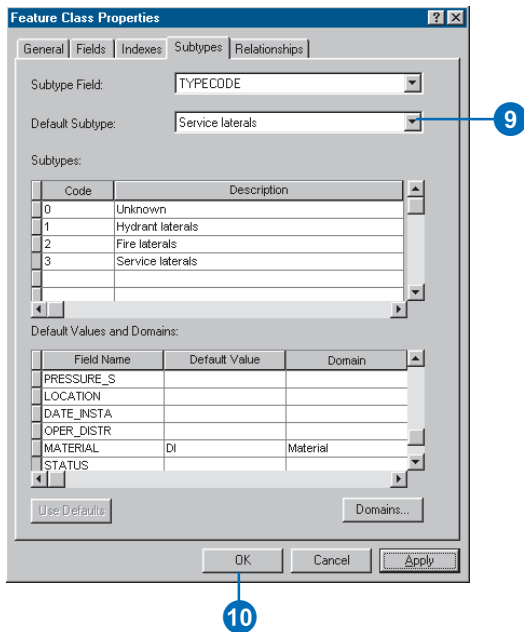 Feature Class Properties
General Fields Indexes Subtypes Relationships
Subtype Field: TYPECODE
Default Subtype: Service laterals
9
Subtypes:
Code Description
0 Unknown
1 Hydrant laterals
2 Fire laterals
3 Service laterals
Default Values and Domains:
Field Name Default Value Domain
PRESSURE_S
LOCATION
DATE_INSTA
OPER_DISTR
MATERIAL DI Material
STATUS
Use Defaults Domains...
OK Cancel Apply
10